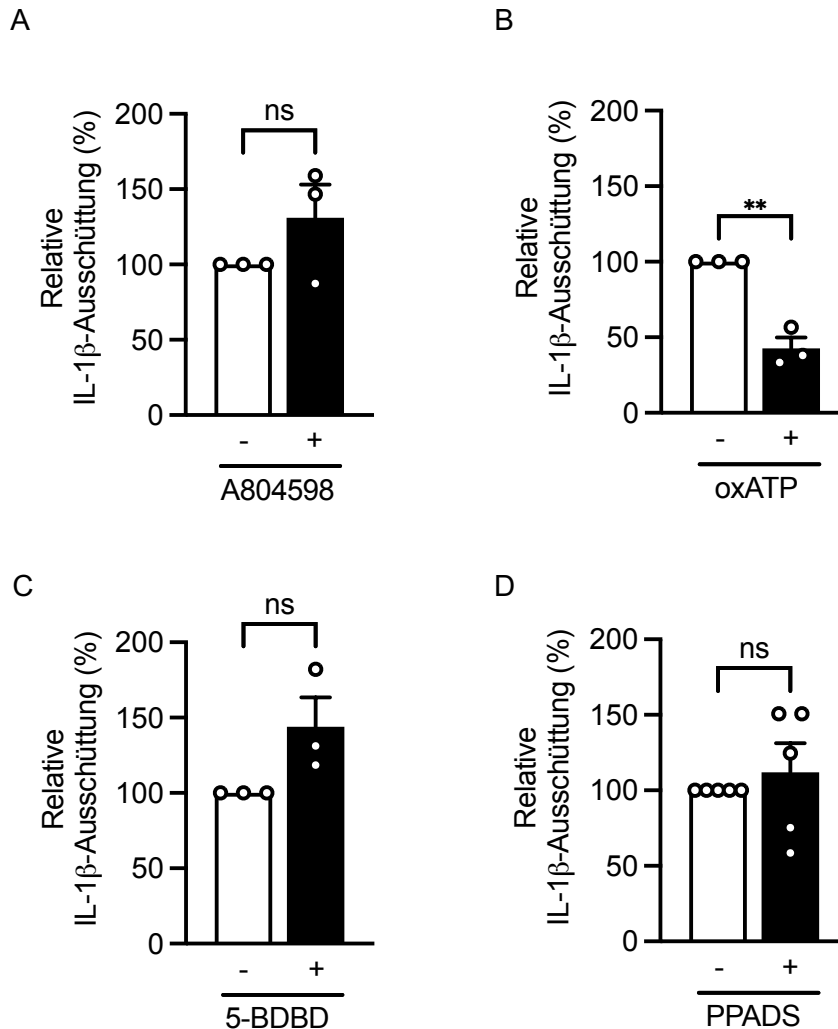 A
Relative
IL-1β-Ausschüttung (%)
200
150
100
50
0
ns
-
+
A804598
B
Relative
IL-1β-Ausschüttung (%)
200
150
100
50
0
**
-
+
oxATP
C
Relative
IL-1β-Ausschüttung (%)
200
150
100
50
0
ns
-
+
5-BDBD
D
Relative
IL-1β-Ausschüttung (%)
200
150
100
50
0
ns
-
+
PPADS